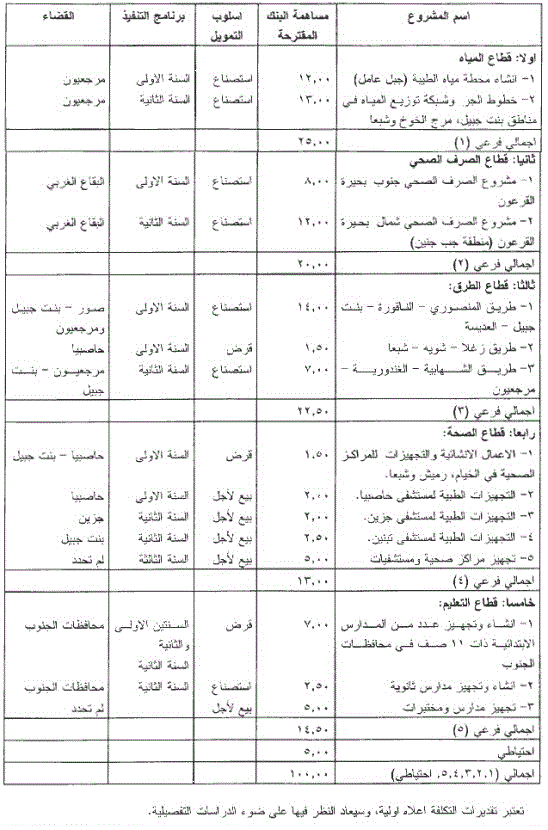 اسم المشروع	مساهمة البنك المقترحة	اسلوب التمويل	برنامج التنفيذ	القضاء
اولا: قطاع المياه
١- انشاء محطة مياه الطيبة (جبل عامل)	١٢,٠٠	استصناع	السنة الاولى	مرجعيون
٢- خطوط الجر وشبكة توزيع المياه في	١٣,٠٠	استصناع	السنة الثانية	مرجعيون
مناطق بنت جبيل، مرج الخوخ وشبعا
اجمالي فرعي (١)	٢٥,٠٠
ثانيا: قطاع الصرف الصحي
١- مشروع الصرف الصحي جنوب بحيرة	٨,٠٠	استصناع	السنة الاولى	البقاع الغربي
القرعون
٢- مشروع الصرف الصحي شمال بحيرة	١٢,٠٠	استصناع	السنة الثانية	البقاع الغربي
القرعون (منطقة جب جنين)
اجمالي فرعي (٢)	٢٠,٠٠
ثالثا: قطاع الطرق:
١- طريق المنصوري – الناقورة – بنت	١٤,٠٠	استصناع	السنة الاولى	صور – بنت جبيل
جبيل – العديسة	ومرجعيون
٢- طريق زغلا – شويه – شبعا	١,٥٠	قرض	السنة الاولى	حاصبيا
٣- طريق الشهابية – الغندورية –	٧,٠٠	استصناع	السنة الثانية	مرجعيون – بنت
مرجعيون	جبيل
اجمالي فرعي (٣)	٢٢,٥٠
رابعا: قطاع الصحة:
١- الاعمال الانشائية والتجهيزات للمراكز	١,٥٠	قرض	السنة الاولى	حاصبيا – بنت جبيل
الصحية في الخيام، رميش وشبعا.
٢- التجهيزات الطبية لمستشفى حاصبيا.	٢,٠٠	بيع لأجل	السنة الاولى	حاصبيا
٣- التجهيزات الطبية لمستشفى جزين.	٢,٠٠	بيع لأجل	السنة الثانية	جزين
٤- التجهيزات الطبية لمستشفى تبنين.	٢,٥٠	بيع لأجل	السنة الثانية	بنت جبيل
٥- تجهيز مراكز صحية ومستشفيات	٥,٠٠	بيع لأجل	السنة الثالثة	لم تحدد
اجمالي فرعي (٤)	١٣,٠٠
خامسا: قطاع التعليم:
١- انشاء وتجهيز عدد من المدارس	٧,٠٠	قرض	السنتين الاولى	محافظات الجنوب
الابتدائية ذات ١١ صف في محافظات	والثانية
الجنوب	السنة الثانية
٢- انشاء وتجهيز مدارس ثانوية	٢,٥٠	استصناع	السنة الثانية	محافظات الجنوب
٣- تجهيز مدارس ومختبرات	٥,٠٠	بيع لأجل	لم تحدد
اجمالي فرعي (٥)	١٤,٥٠
احتياطي	٥,٠٠
اجمالي (٥,٤,٣,٢,١, احتياطي)	١٠٠,٠٠
تعتبر تقديرات التكلفة اعلاه اولية، وسيعاد النظر فيها على ضوء الدراسات التفصيلية.